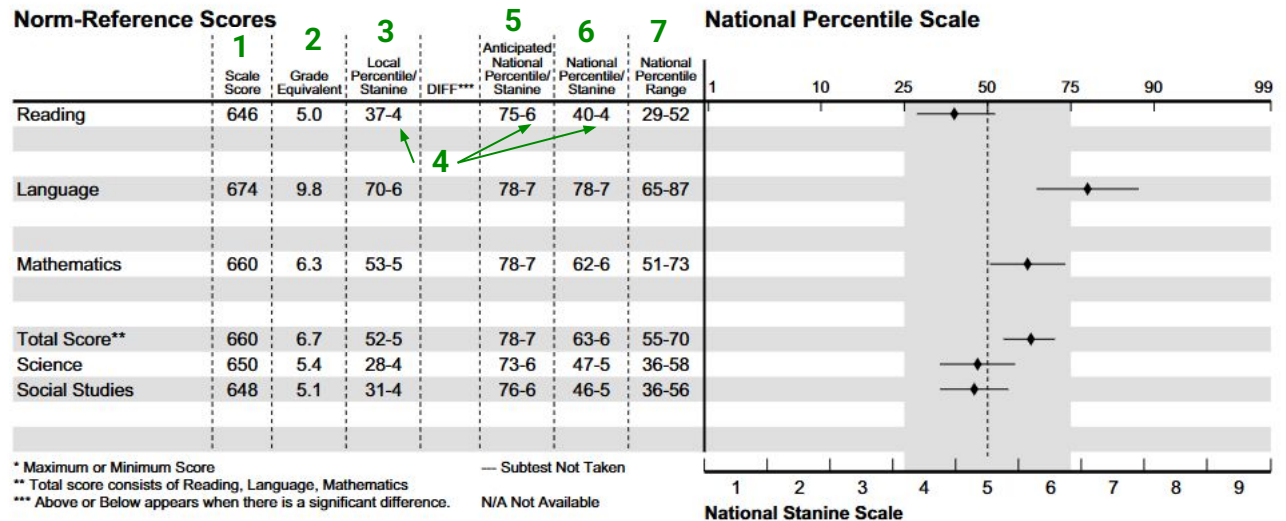 Norm-Reference Scores
National Percentile Scale
1 2 3 5 6 7
Scale Score
Grade Equivalent
Local Percentile/ Stanine
DIFF***
Anticipated National Percentile/ Stanine
National Percentile/ Stanine
National Percentile Range
1 10 25 50 75 90 99
Reading 646 5.0 37-4 75-6 40-4 29-52
4
Language 674 9.8 70-6 78-7 78-7 65-87
Mathematics 660 6.3 53-5 78-7 62-6 51-73
Total Score** 660 6.7 52-5 78-7 63-6 55-70
Science 650 5.4 28-4 73-6 47-5 36-58
Social Studies 648 5.1 31-4 76-6 46-5 36-56
* Maximum or Minimum Score
--- Subtest Not Taken
** Total score consists of Reading, Language, Mathematics
*** Above or Below appears when there is a significant difference.
N/A Not Available
1 2 3 4 5 6 7 8 9
National Stanine Scale